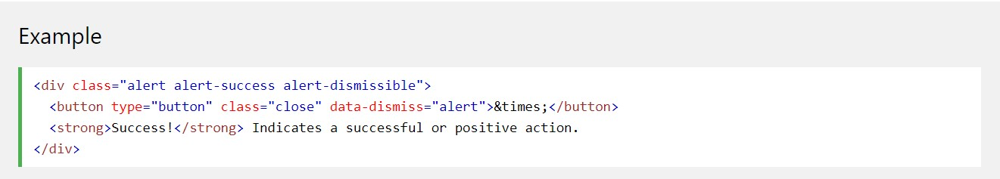 Example
<div class="alert alert-success alert-dismissible">
  <button type="button" class="close" data-dismiss="alert">&times;</button>
  <strong>Success!</strong> Indicates a successful or positive action.
</div>